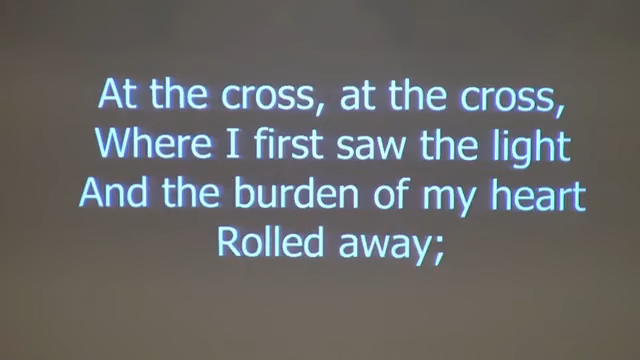 At the cross, at the cross,
Where I first saw the light
And the burden of my heart
Rolled away;